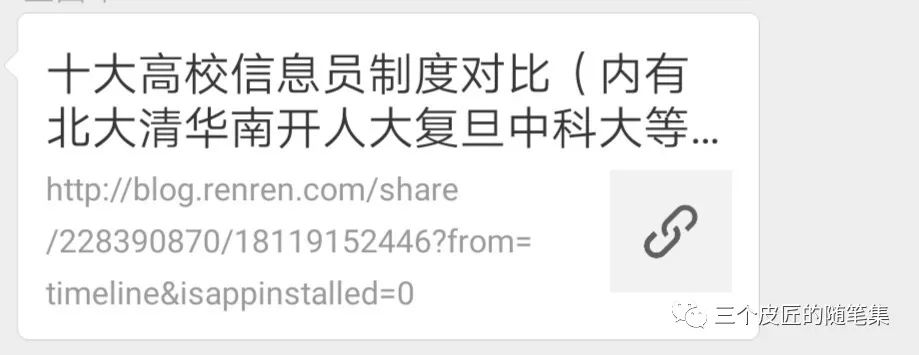 十大高校信息员制度对比（内有
北大清华南开人大复旦中科大等...
http://blog.renren.com/share
/228390870/18119152446?from=
timeline&isappinstalled=0
三个皮匠的随笔集